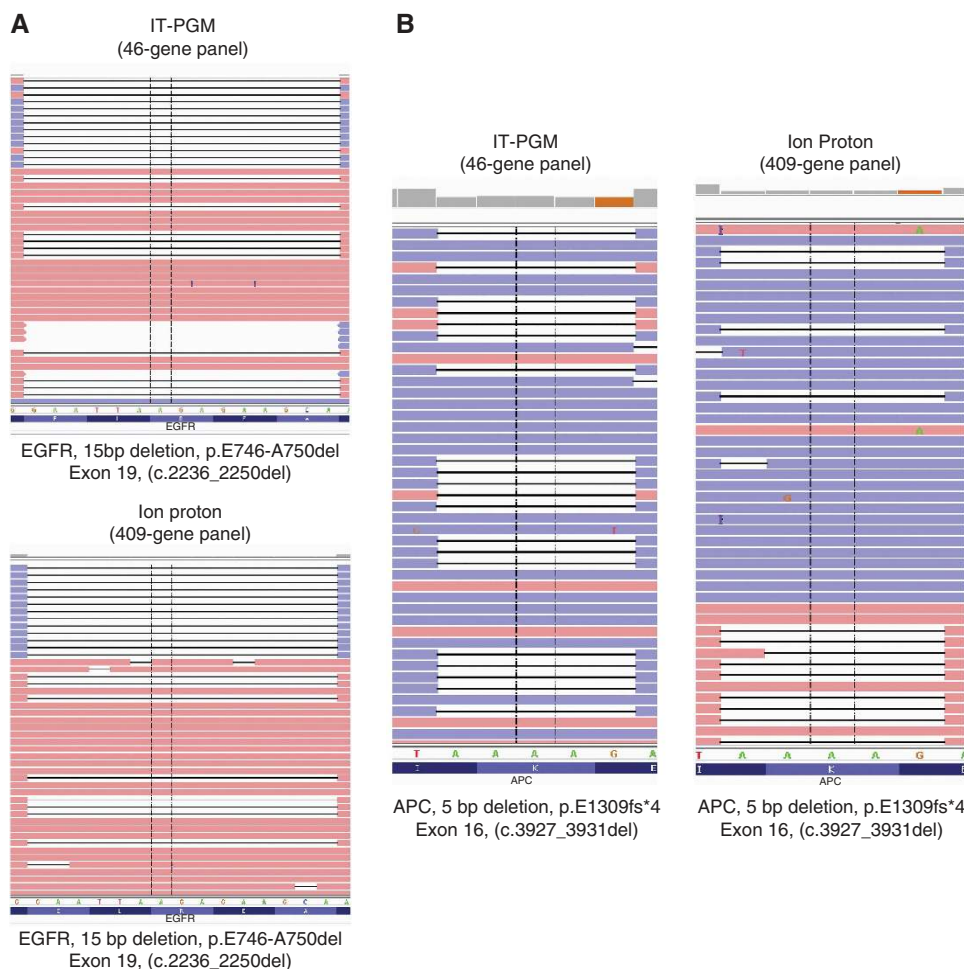 A
IT-PGM
(46-gene panel)
G G A A T T A A G A G A A G C A A
EGFR
EGFR, 15bp deletion, p.E746-A750del
Exon 19, (c.2236_2250del)
Ion proton
(409-gene panel)
G G A A T T A A G A G A A G C A A
EGFR
EGFR, 15 bp deletion, p.E746-A750del
Exon 19, (c.2236_2250del)
B
IT-PGM
(46-gene panel)
G T
T A A A A G A
I K E
APC
APC, 5 bp deletion, p.E1309fs*4
Exon 16, (c.3927_3931del)
Ion Proton
(409-gene panel)
A
T
A
G
T A A A A G A
I K E
APC
APC, 5 bp deletion, p.E1309fs*4
Exon 16, (c.3927_3931del)